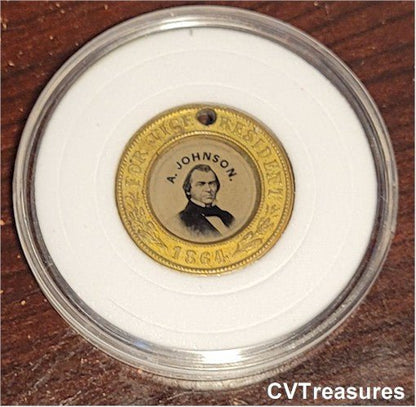 FOR VICE PRESIDENT
A. JOHNSON.
1864
CVTreasures